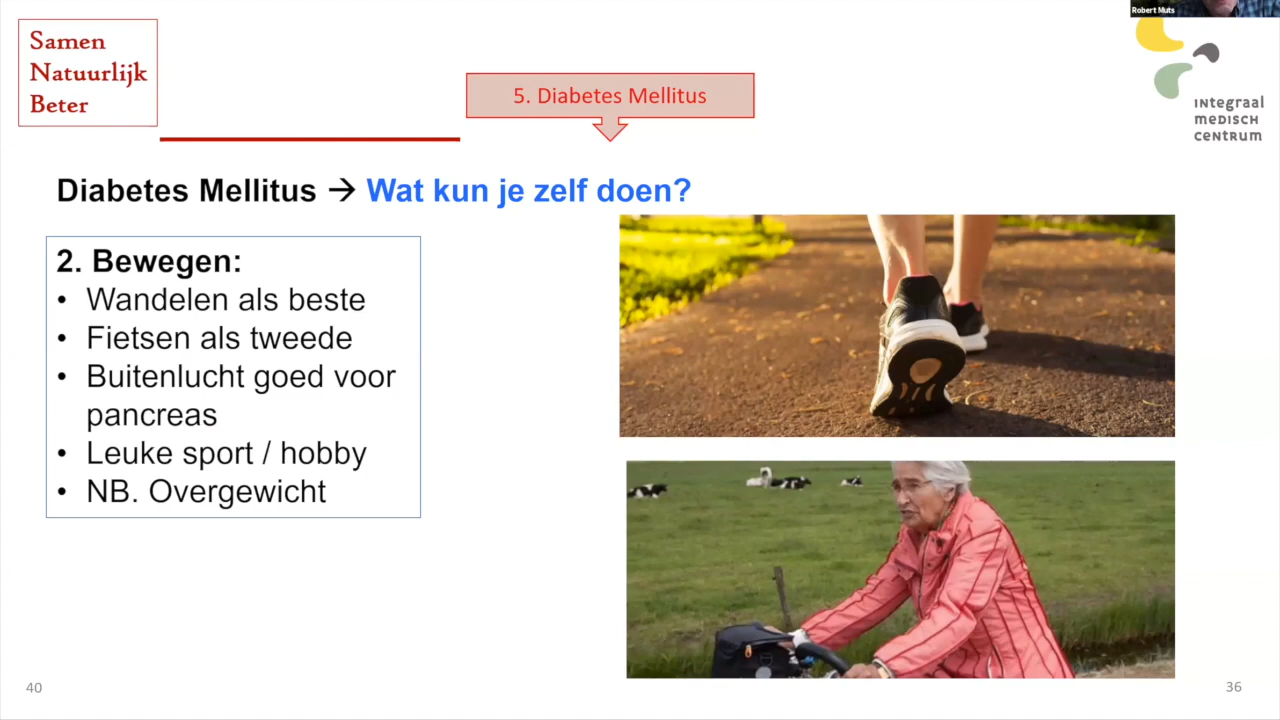 Robert Muts
Samen
Natuurlijk
Beter
5. Diabetes Mellitus
INTEGRAAL
MEDISCH
CENTRUM
Diabetes Mellitus → Wat kun je zelf doen?
2. Bewegen:
• Wandelen als beste
• Fietsen als tweede
• Buitenlucht goed voor
pancreas
• Leuke sport / hobby
• NB. Overgewicht
40
36